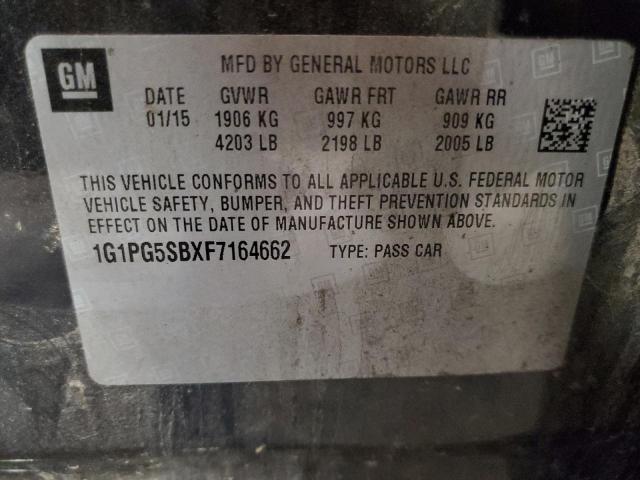 GM MFD BY GENERAL MOTORS LLC
DATE GVWR GAWR FRT GAWR RR
01/15 1906 KG 997 KG 909 KG
4203 LB 2198 LB 2005 LB
THIS VEHICLE CONFORMS TO ALL APPLICABLE U.S. FEDERAL MOTOR
VEHICLE SAFETY, BUMPER, AND THEFT PREVENTION STANDARDS IN
EFFECT ON THE DATE OF MANUFACTURE SHOWN ABOVE.
1G1PG5SBXF7164662 TYPE: PASS CAR